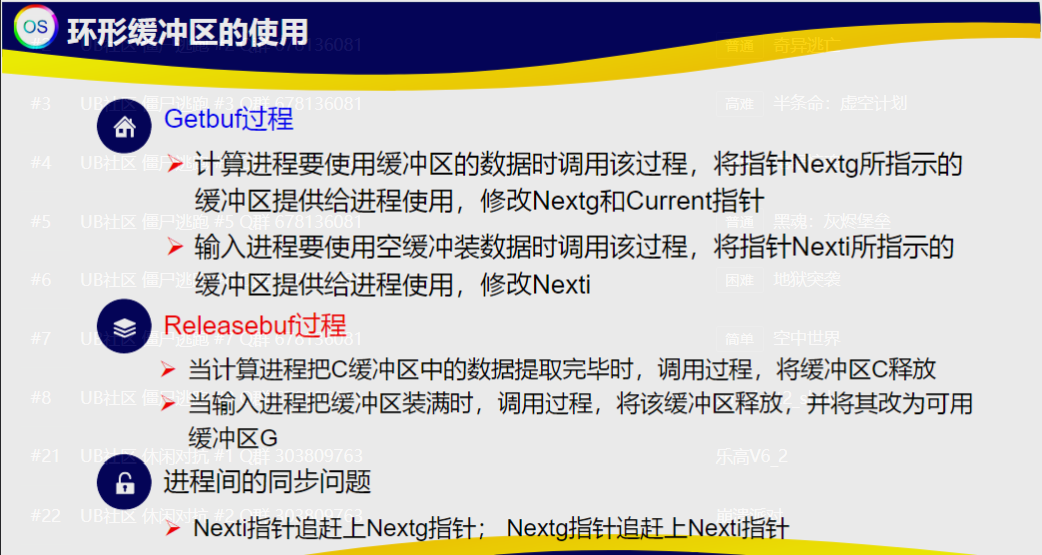 OS 环形缓冲区的使用
678136081
普通 奇异逃亡
Getbuf过程
#3 UB社区 僵尸逃跑 #3 Q群 678136081 高难 半条命：虚空计划
计算进程要使用缓冲区的数据时调用该过程，将指针Nextg所指示的
#4 UB社区
缓冲区提供给进程使用，修改Nextg和Current指针
#5 UB社区 僵尸逃跑 #5 Q群 678136081 普通 黑魂：灰烬堡垒
输入进程要使用空缓冲装数据时调用该过程，将指针Nexti所指示的
#6 UB社区 困难 地狱突袭
缓冲区提供给进程使用，修改Nexti
Releasebuf过程
#7 UB社区 僵尸逃跑 #7 Q群 678136081 简单 空中世界
当计算进程把C缓冲区中的数据提取完毕时，调用过程，将缓冲区C释放
#8 UB社区
当输入进程把缓冲区装满时，调用过程，将该缓冲区释放，并将其改为可用
缓冲区G
#21 UB社区 休闲对抗 #1 Q群 303809763 乐高V6_2
进程间的同步问题
#22 UB社区 休闲对抗 #2 Q群 303809763
Nexti指针追赶上Nextg指针； Nextg指针追赶上Nexti指针